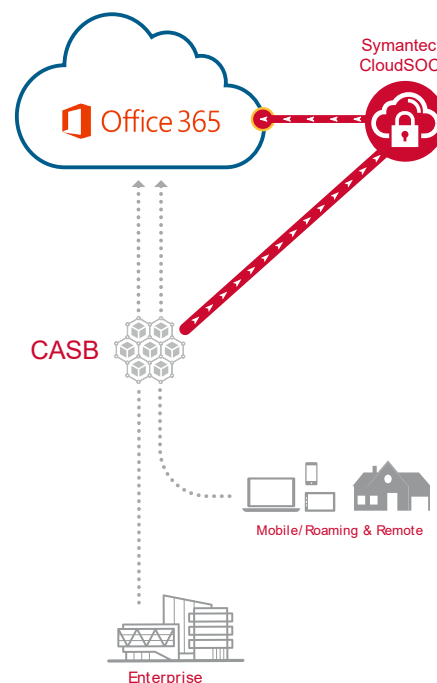 Symantec
CloudSOC
Office 365
CASB
Mobile/Roaming & Remote
Enterprise